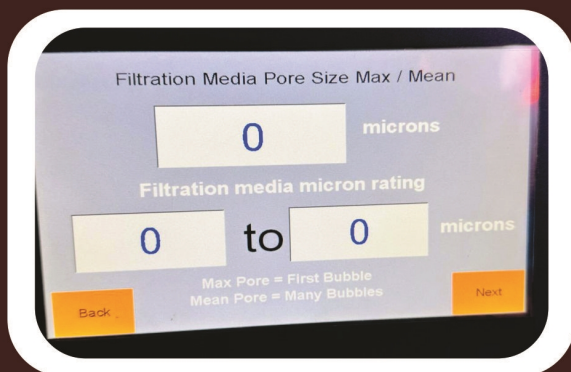 Filtration Media Pore Size Max / Mean
0 microns
Filtration media micron rating
0 to 0 microns
Max Pore = First Bubble
Mean Pore = Many Bubbles
Back
Next